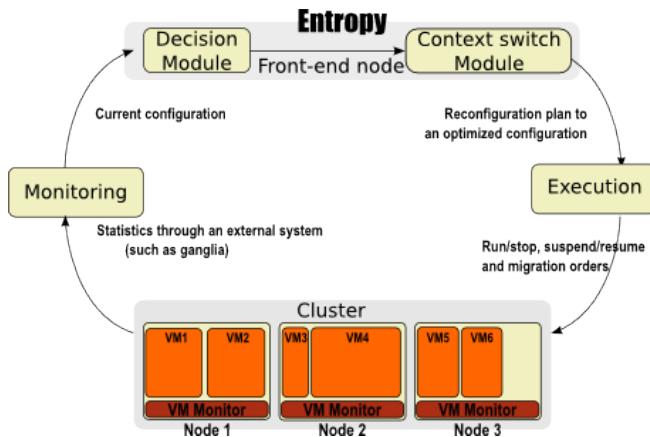 Entropy
Decision
Module
Context switch
Module
Front-end node
Current configuration
Reconfiguration plan to
an optimized configuration
Monitoring
Execution
Statistics through an external system
(such as ganglia)
Run/stop, suspend/resume
and migration orders
Cluster
VM1
VM2
VM3
VM4
VM5
VM6
VM Monitor
VM Monitor
VM Monitor
Node 1
Node 2
Node 3